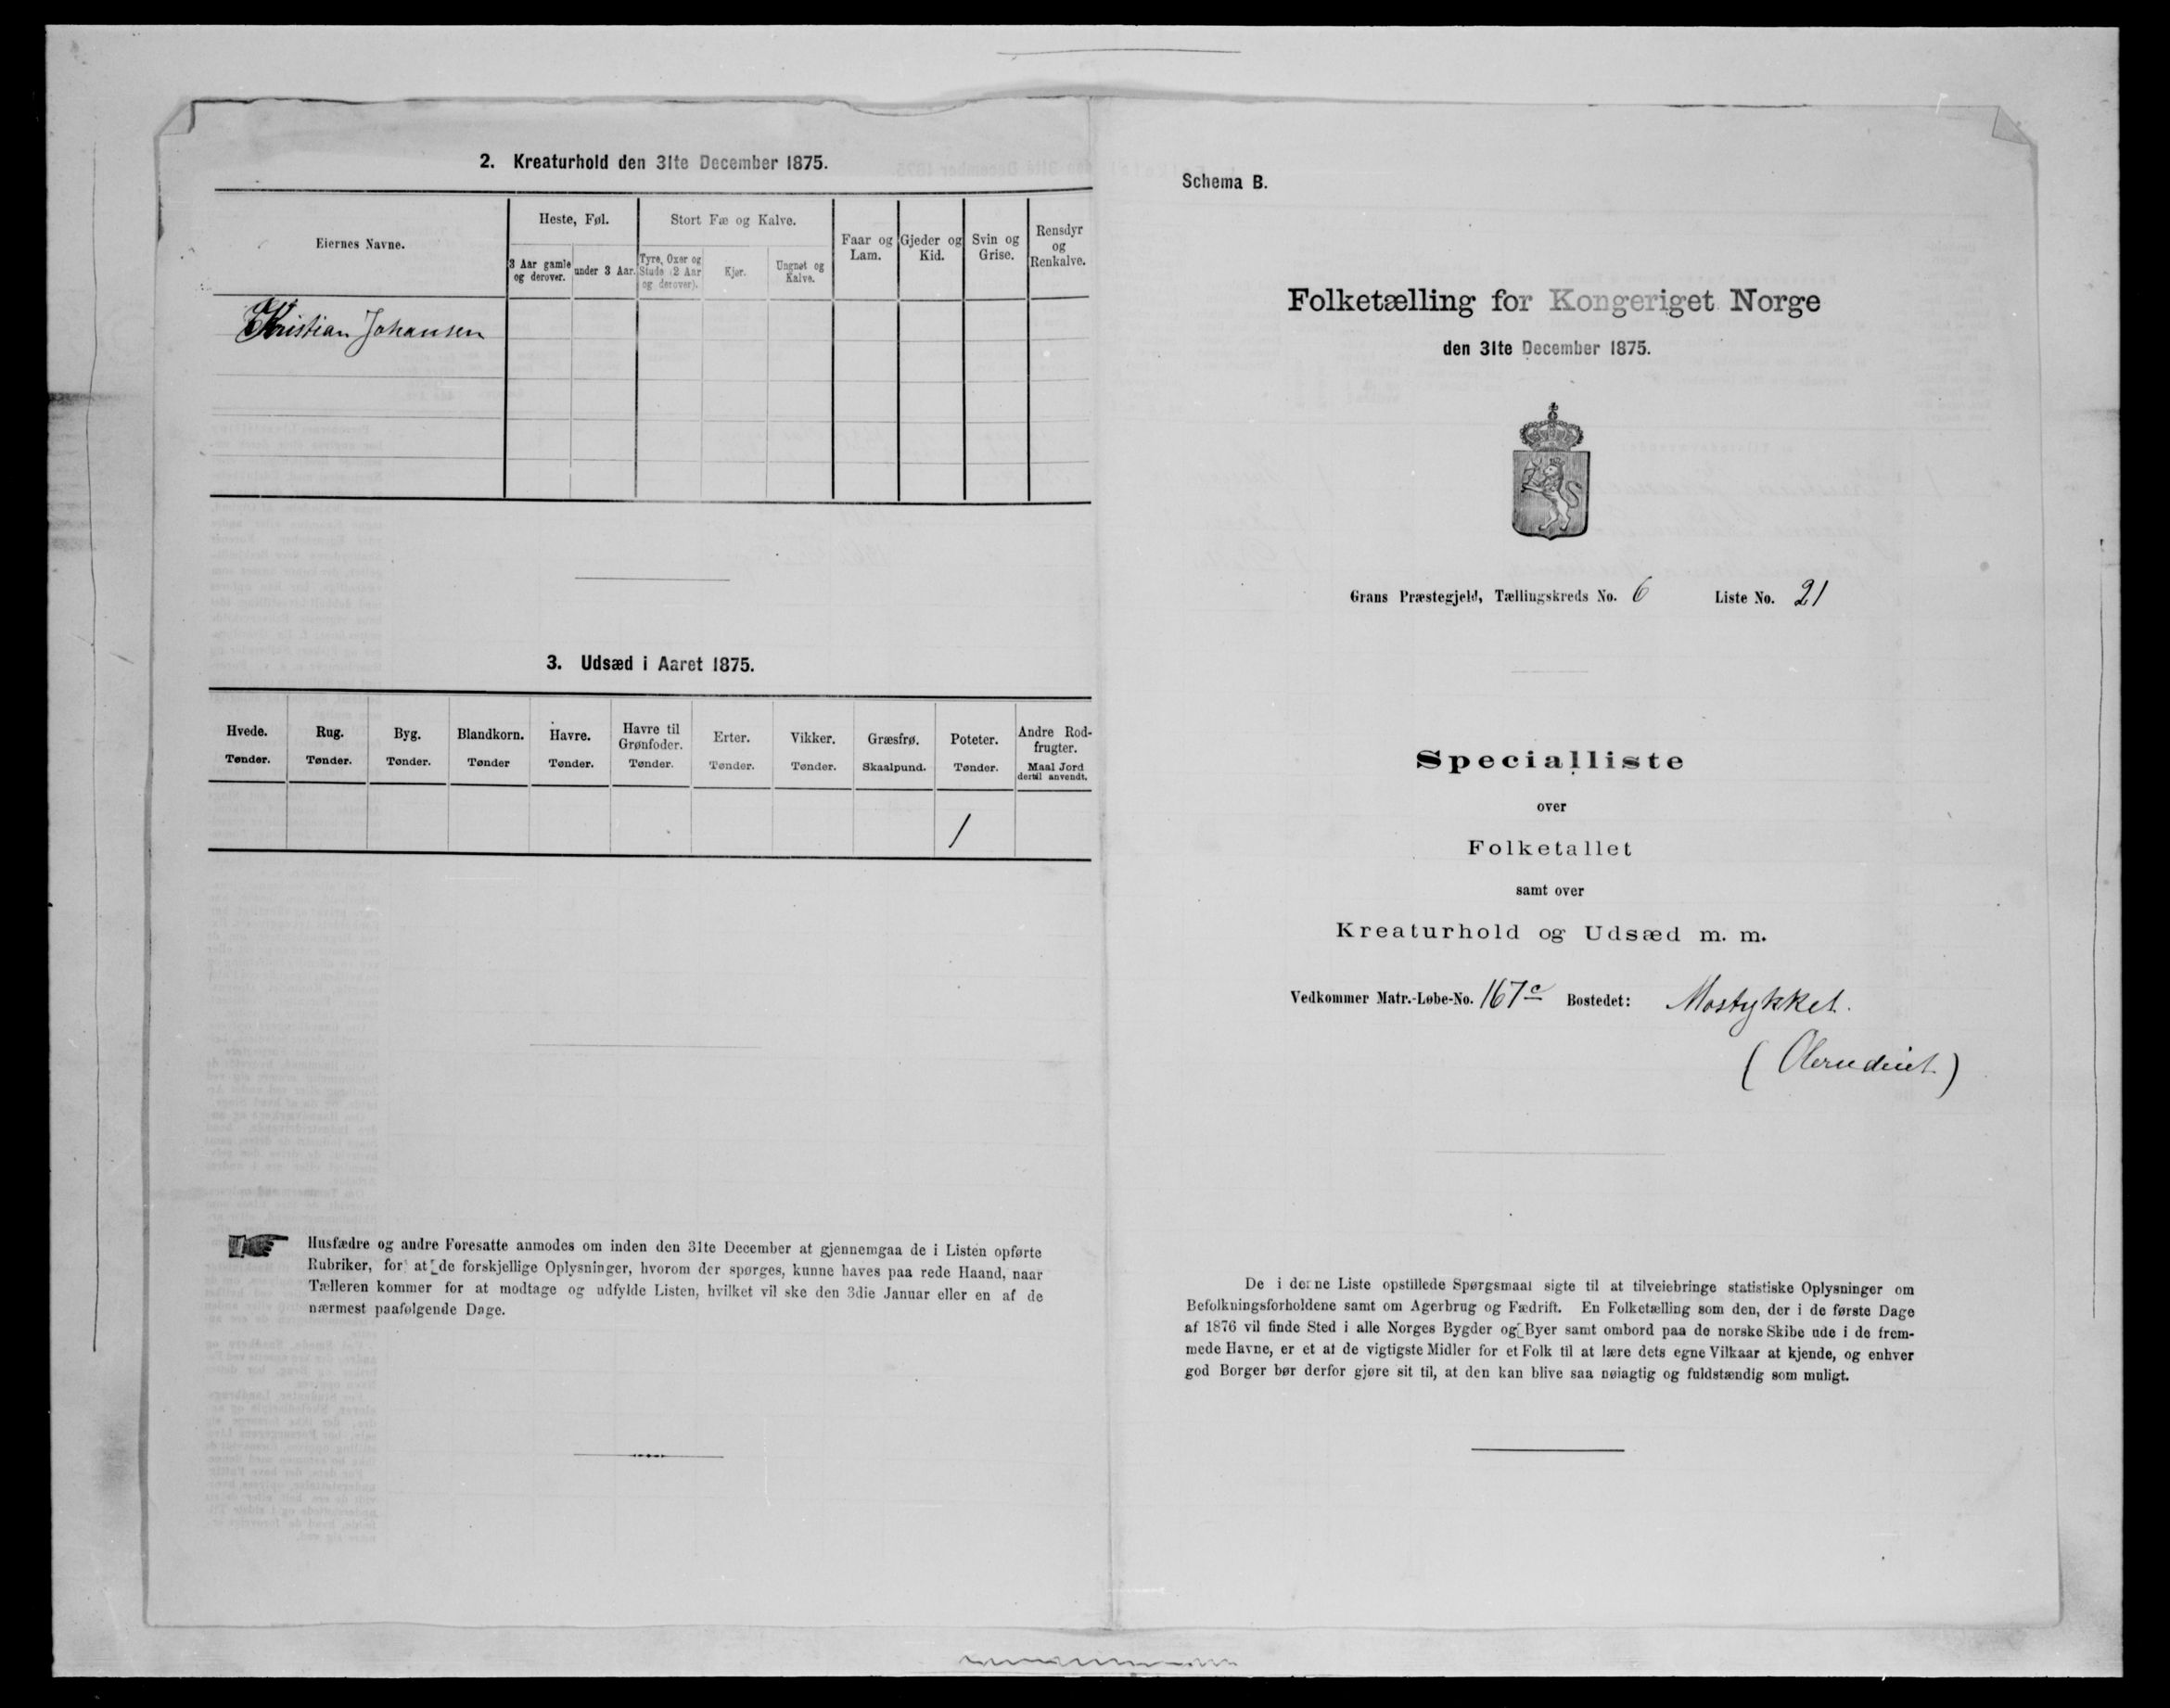 2. Kreaturhold den 31te December 1875.
Eiernes Navne.
Heste, Føl.
3 Aar gamle og derover.
under 3 Aar.
Stort Fæ og Kalve.
Tyre, Oxer og Stude (2 Aar og derover).
Kjør.
Ungnøt og Kalve.
Faar og Lam.
Gjeder og Kid.
Svin og Grise.
Rensdyr og Renkalve.
Kristian Johansen
3. Udsæd i Aaret 1875.
Hvede. Rug. Byg. Blandkorn. Havre. Havre til Grønfoder. Erter. Vikker. Græsfrø. Poteter. Andre Rodfrugter.
Tønder. Tønder. Tønder. Tønder Tønder. Tønder. Tønder. Tønder. Skaalpund. Tønder. Maal Jord dertil anvendt.
1
Husfædre og andre Foresatte anmodes om inden den 31te December at gjennemgaa de i Listen opførte
Rubriker, for at de forskjellige Oplysninger, hvorom der spørges, kunne haves paa rede Haand, naar
Tælleren kommer for at modtage og udfylde Listen, hvilket vil ske den 3die Januar eller en af de
nærmest paafølgende Dage.
Schema B.
Folketælling for Kongeriget Norge
den 31te December 1875.
Grans Præstegjeld, Tællingskreds No. 6 Liste No. 21
Specialliste
over
Folketallet
samt over
Kreaturhold og Udsæd m. m.
Vedkommer Matr.-Løbe-No. 167c Bostedet: Mostykket.
De i denne Liste opstillede Spørgsmaal sigte til at tilveiebringe statistiske Oplysninger om
Befolkningsforholdene samt om Agerbrug og Fædrift. En Folketælling som den, der i de første Dage
af 1876 vil finde Sted i alle Norges Bygder og Byer samt ombord paa de norske Skibe ude i de frem-
mede Havne, er et af de vigtigste Midler for et Folk til at lære dets egne Vilkaar at kjende, og enhver
god Borger bør derfor gjøre sit til, at den kan blive saa nøiagtig og fuldstændig som muligt.